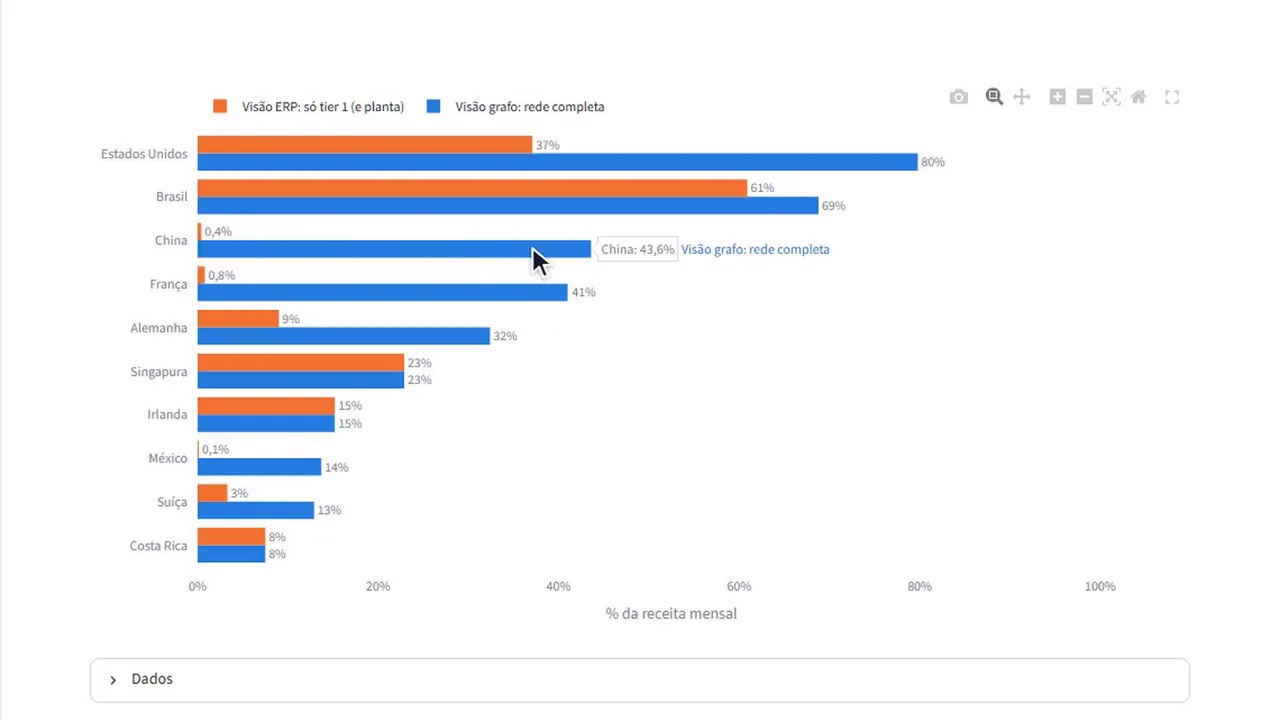 Visão ERP: só tier 1 (e planta)
Visão grafo: rede completa
Estados Unidos
37%
80%
Brasil
61%
69%
China
0,4%
China: 43,6%
Visão grafo: rede completa
França
0,8%
41%
Alemanha
9%
32%
Singapura
23%
23%
Irlanda
15%
15%
México
0,1%
14%
Suíça
3%
13%
Costa Rica
8%
8%
0%
20%
40%
60%
80%
100%
% da receita mensal
Dados